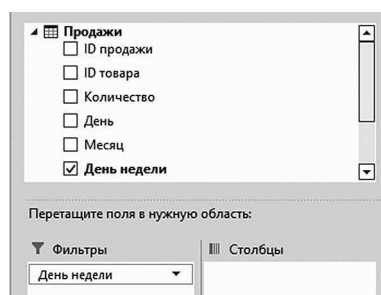 Продажи
ID продажи
ID товара
Количество
День
Месяц
День недели
Перетащите поля в нужную область:
Фильтры
Столбцы
День недели